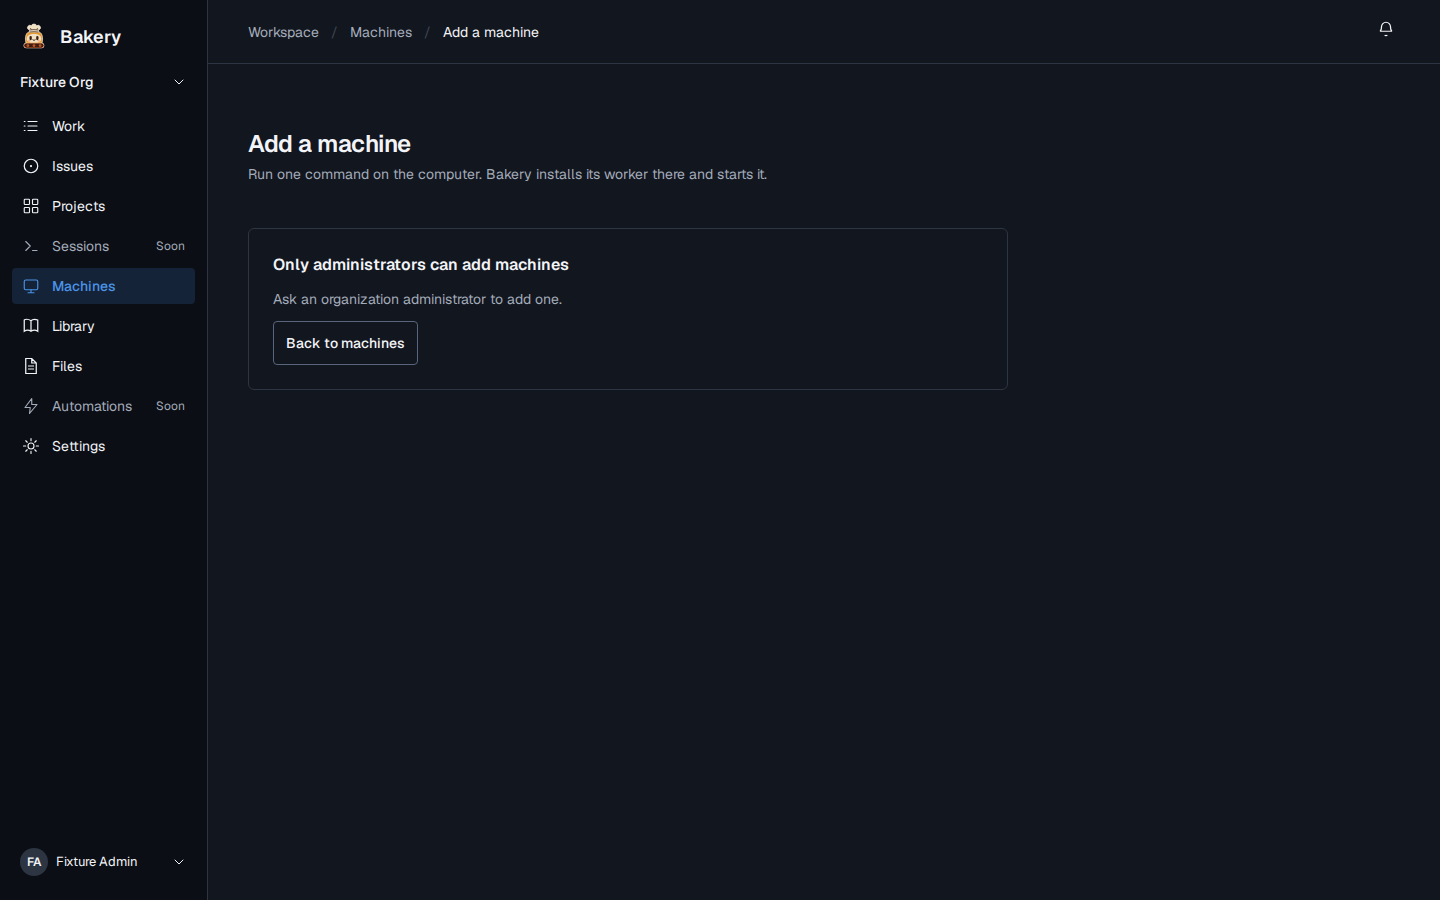 Bakery
Fixture Org
Work
Issues
Projects
Sessions Soon
Machines
Library
Files
Automations Soon
Settings
FA Fixture Admin
Workspace / Machines / Add a machine
Add a machine
Run one command on the computer. Bakery installs its worker there and starts it.
Only administrators can add machines
Ask an organization administrator to add one.
Back to machines